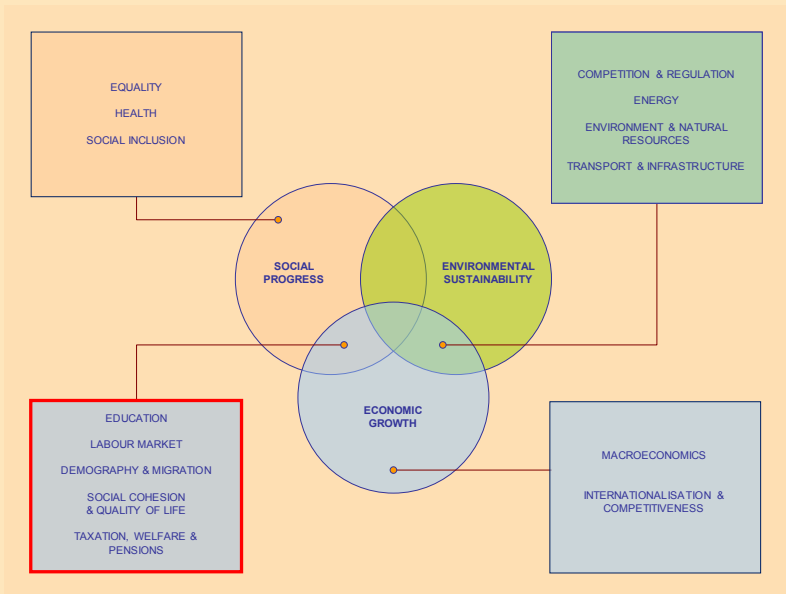 EQUALITY
HEALTH
SOCIAL INCLUSION
COMPETITION & REGULATION
ENERGY
ENVIRONMENT & NATURAL
RESOURCES
TRANSPORT & INFRASTRUCTURE
SOCIAL
PROGRESS
ENVIRONMENTAL
SUSTAINABILITY
ECONOMIC
GROWTH
EDUCATION
LABOUR MARKET
DEMOGRAPHY & MIGRATION
SOCIAL COHESION
& QUALITY OF LIFE
TAXATION, WELFARE &
PENSIONS
MACROECONOMICS
INTERNATIONALISATION &
COMPETITIVENESS